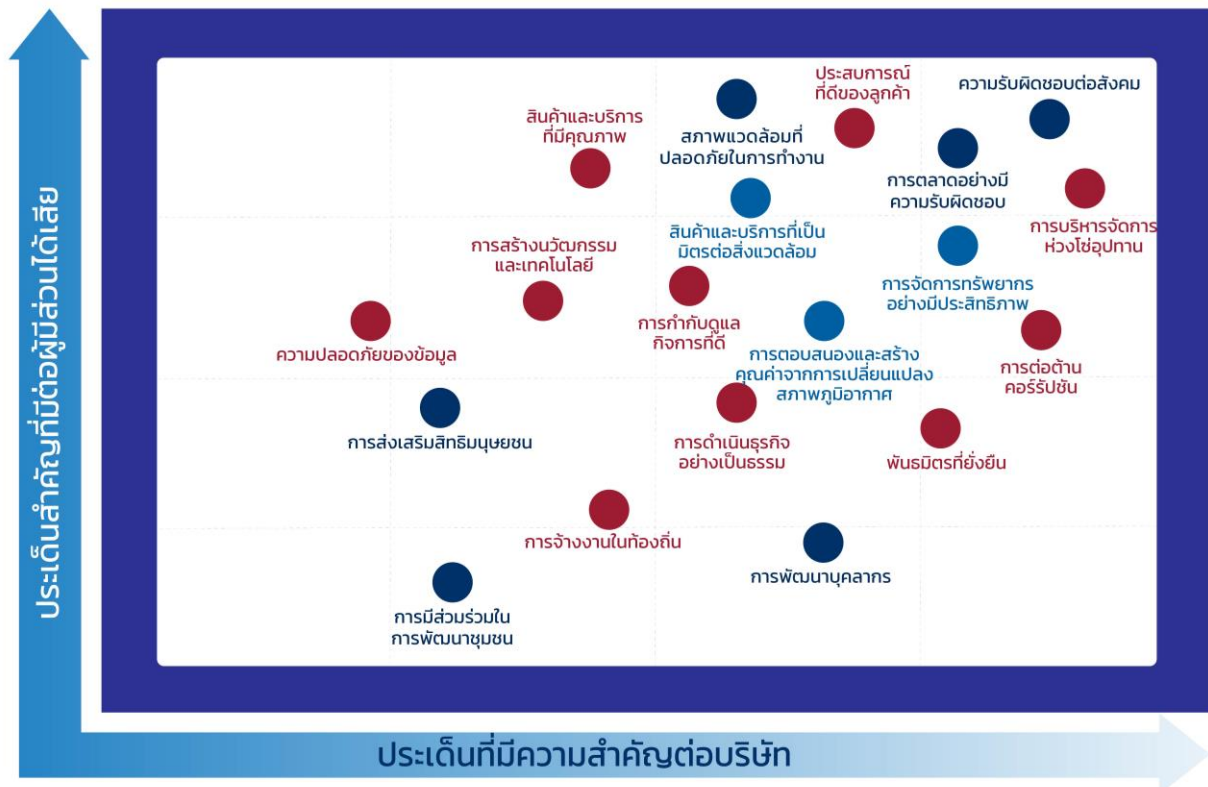 ประเด็นสำคัญที่มีต่อผู้มีส่วนได้เสีย
ประสบการณ์
ที่ดีของลูกค้า
ความรับผิดชอบต่อสังคม
สินค้าและบริการ
ที่มีคุณภาพ
สภาพแวดล้อมที่
ปลอดภัยในการทำงาน
การตลาดอย่างมี
ความรับผิดชอบ
การบริหารจัดการ
ห่วงโซ่อุปทาน
สินค้าและบริการที่เป็น
มิตรต่อสิ่งแวดล้อม
การสร้างนวัตกรรม
และเทคโนโลยี
การจัดการทรัพยากร
อย่างมีประสิทธิภาพ
การกำกับดูแล
กิจการที่ดี
ความปลอดภัยของข้อมูล
การตอบสนองและสร้าง
คุณค่าจากการเปลี่ยนแปลง
สภาพภูมิอากาศ
การต่อต้าน
คอร์รัปชัน
การส่งเสริมสิทธิมนุษยชน
การดำเนินธุรกิจ
อย่างเป็นธรรม
พันธมิตรที่ยั่งยืน
การจ้างงานในท้องถิ่น
การพัฒนาบุคลากร
การมีส่วนร่วมใน
การพัฒนาชุมชน
ประเด็นที่มีความสำคัญต่อบริษัท